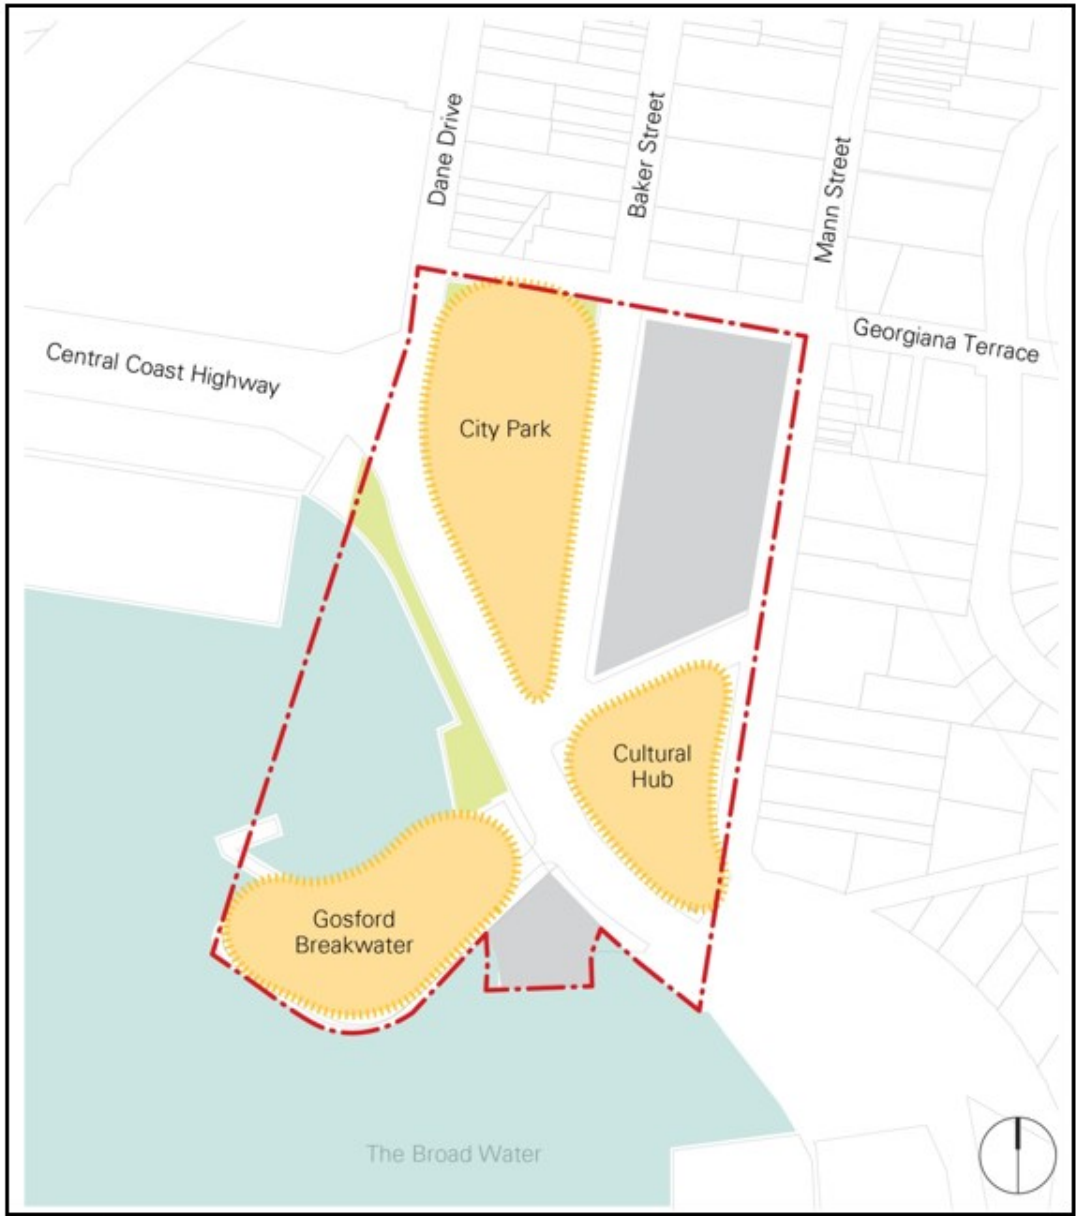 Dane Drive
Baker Street
Mann Street
Georgiana Terrace
Central Coast Highway
City Park
Cultural
Hub
Gosford
Breakwater
The Broad Water